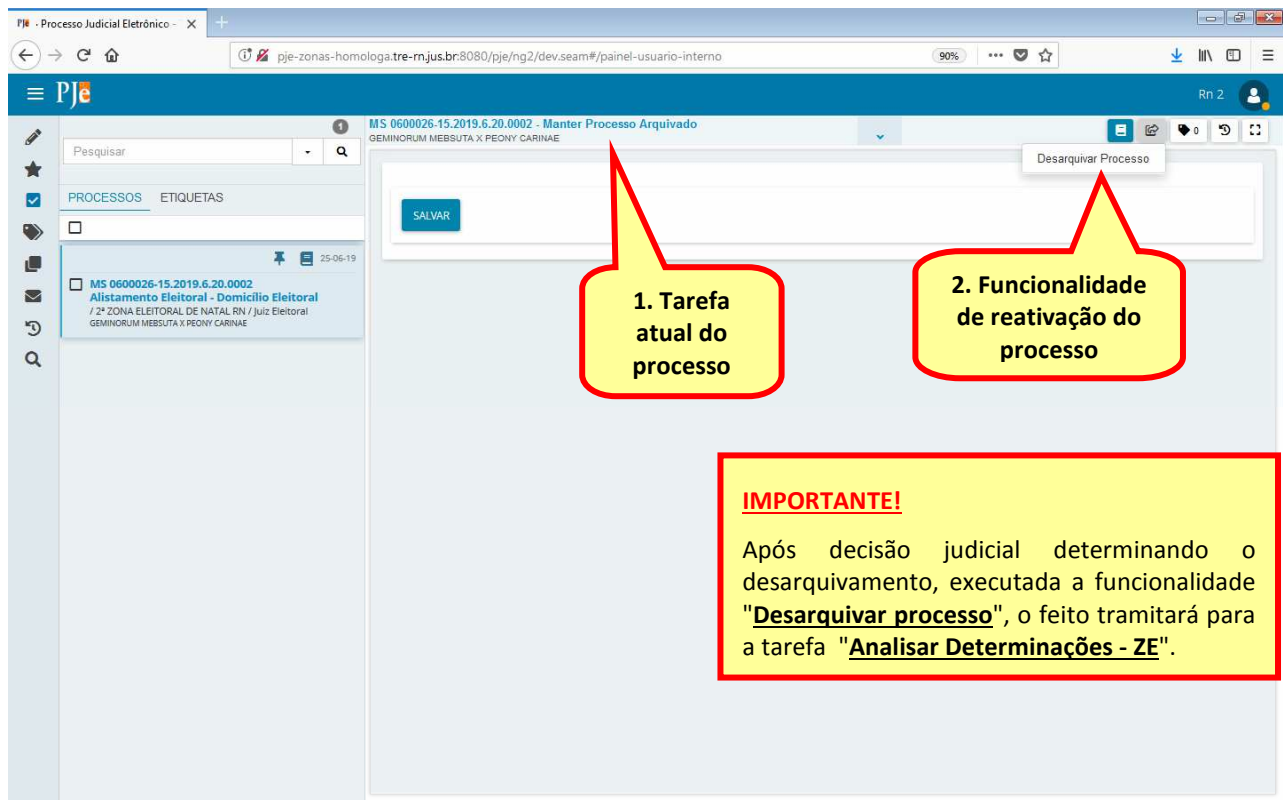 PJe - Processo Judicial Eletrônico -
pje-zonas-homologa.tre-rn.jus.br:8080/pje/ng2/dev.seam#/painel-usuario-interno
90%
PJe
Rn 2
1
Pesquisar
PROCESSOS ETIQUETAS
25-06-19
MS 0600026-15.2019.6.20.0002
Alistamento Eleitoral - Domicílio Eleitoral
/ 2ª ZONA ELEITORAL DE NATAL RN / Juiz Eleitoral
GEMINORUM MEBSUTA X PEONY CARINAE
MS 0600026-15.2019.6.20.0002 - Manter Processo Arquivado
GEMINORUM MEBSUTA X PEONY CARINAE
0
Desarquivar Processo
SALVAR
1. Tarefa
atual do
processo
2. Funcionalidade
de reativação do
processo
IMPORTANTE!
Após decisão judicial determinando o
desarquivamento, executada a funcionalidade
"Desarquivar processo", o feito tramitará para
a tarefa "Analisar Determinações - ZE".